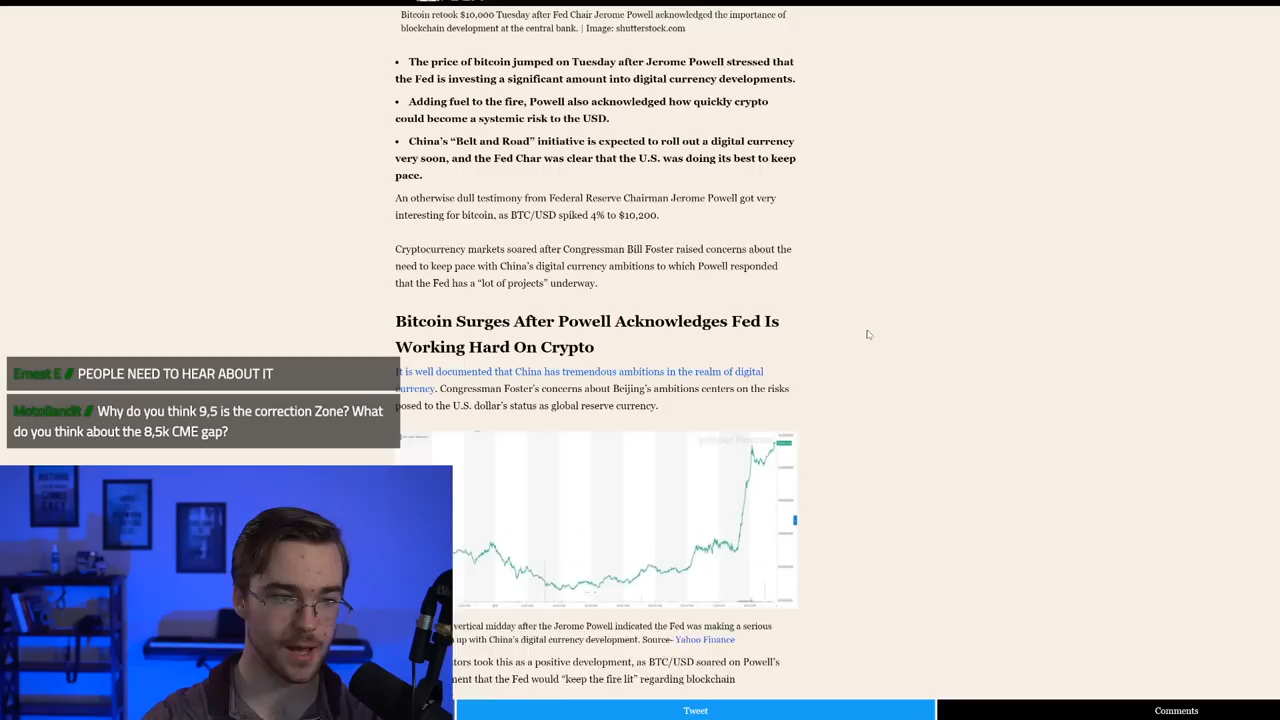 Bitcoin retook $10,000 Tuesday after Fed Chair Jerome Powell acknowledged the importance of
blockchain development at the central bank. | Image: shutterstock.com
• The price of bitcoin jumped on Tuesday after Jerome Powell stressed that
the Fed is investing a significant amount into digital currency developments.
• Adding fuel to the fire, Powell also acknowledged how quickly crypto
could become a systemic risk to the USD.
• China’s “Belt and Road” initiative is expected to roll out a digital currency
very soon, and the Fed Char was clear that the U.S. was doing its best to keep
pace.
An otherwise dull testimony from Federal Reserve Chairman Jerome Powell got very
interesting for bitcoin, as BTC/USD spiked 4% to $10,200.
Cryptocurrency markets soared after Congressman Bill Foster raised concerns about the
need to keep pace with China’s digital currency ambitions to which Powell responded
that the Fed has a “lot of projects” underway.
Bitcoin Surges After Powell Acknowledges Fed Is
Working Hard On Crypto
It is well documented that China has tremendous ambitions in the realm of digital
currency. Congressman Foster’s concerns about Beijing’s ambitions centers on the risks
posed to the U.S. dollar’s status as global reserve currency.
Ernest E // PEOPLE NEED TO HEAR ABOUT IT
MotoBandit // Why do you think 9,5 is the correction Zone? What
do you think about the 8,5k CME gap?
vertical midday after the Jerome Powell indicated the Fed was making a serious
up with China’s digital currency development. Source- Yahoo Finance
tors took this as a positive development, as BTC/USD soared on Powell’s
ment that the Fed would “keep the fire lit” regarding blockchain
Tweet
Comments